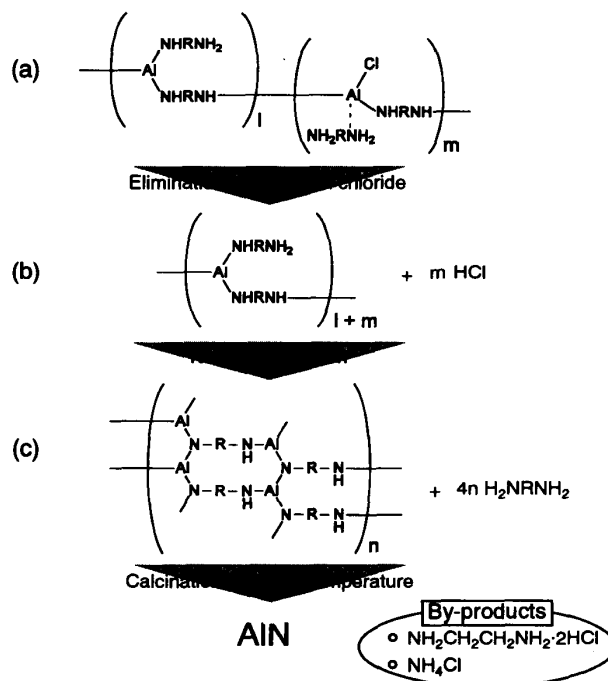 (a)
NHRNH2
Al
NHRNH
l
Cl
Al
NHRNH
NH2RNH2
m
Elimination chloride
(b)
NHRNH2
Al
NHRNH
l + m
+ m HCl
(c)
Al
N – R – N Al
H
Al N – R – N
H
N – R – N Al
H
N – R – N
H
n
+ 4n H2NRNH2
Calcination temperature
AlN
By-products
NH2CH2CH2NH2·2HCl
NH4Cl